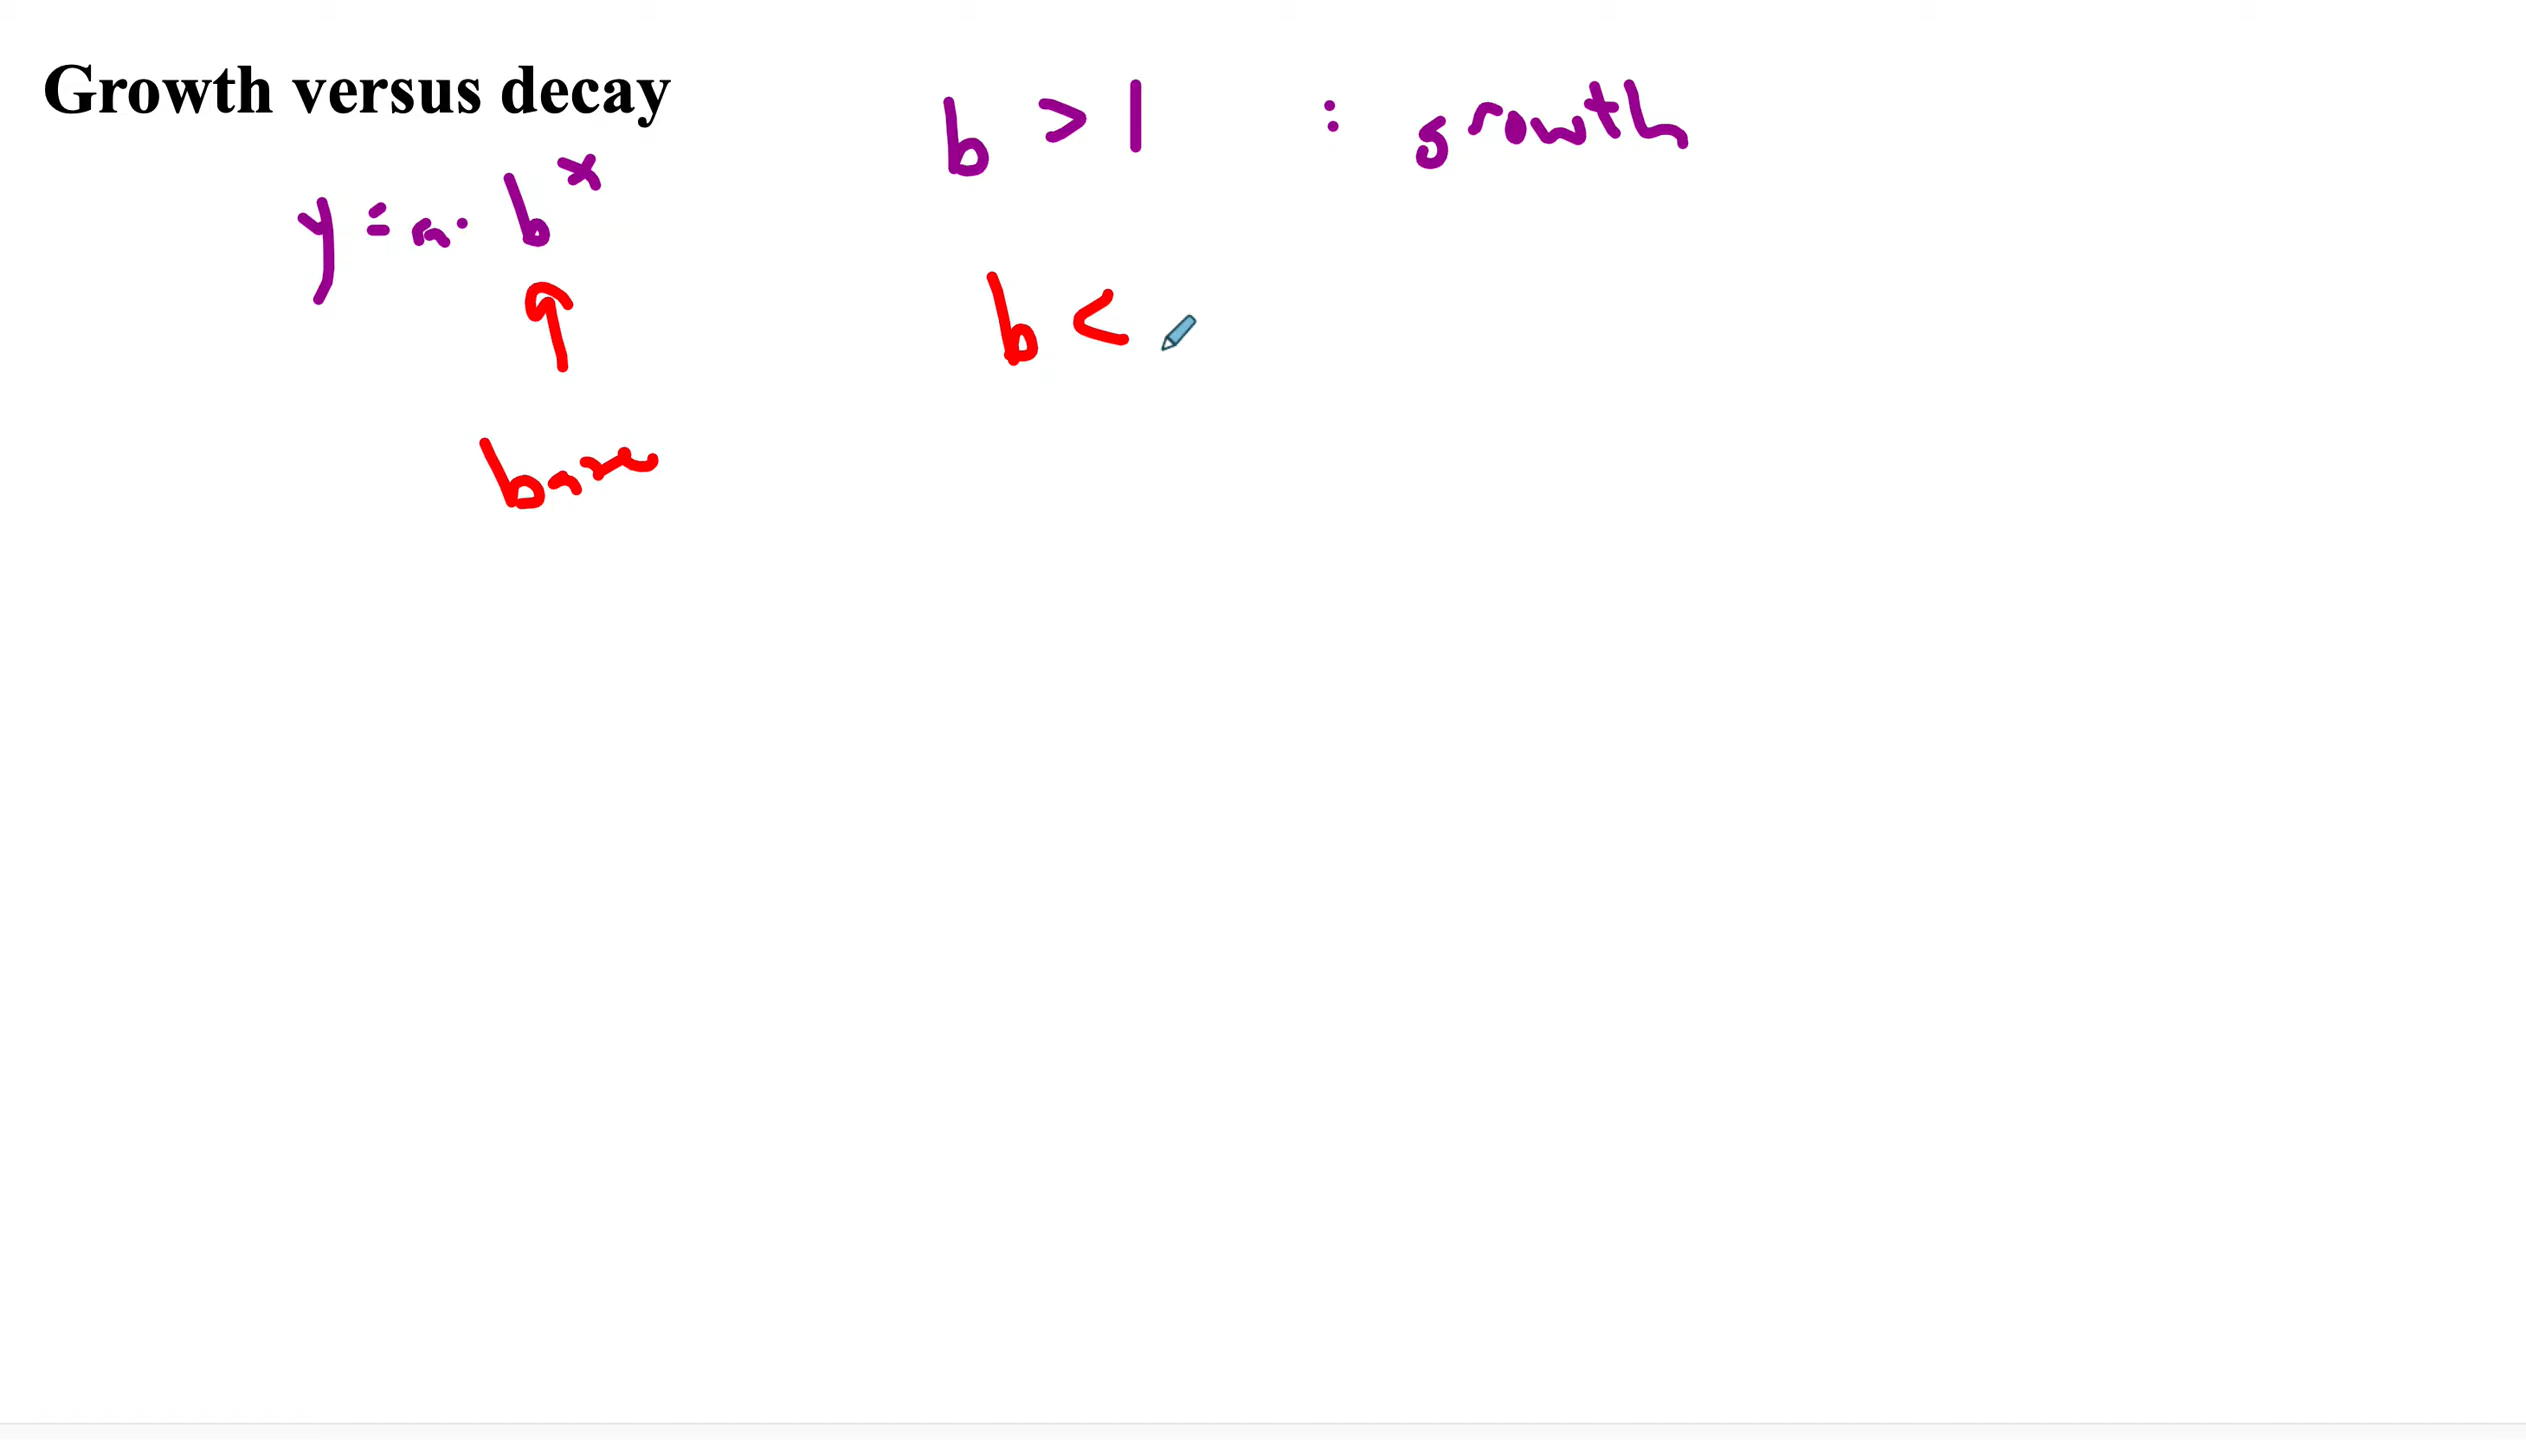 Growth versus decay
y = a · b^x
base
b > 1 : growth
b <